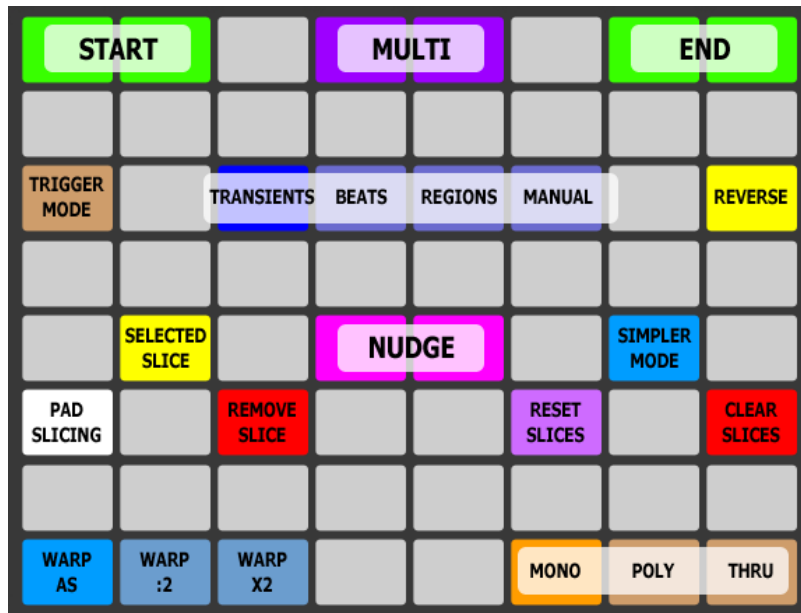 START MULTI END
TRIGGER
MODE
TRANSIENTS BEATS REGIONS MANUAL
REVERSE
SELECTED
SLICE
NUDGE
SIMPLER
MODE
PAD
SLICING
REMOVE
SLICE
RESET
SLICES
CLEAR
SLICES
WARP
AS
WARP
:2
WARP
X2
MONO POLY THRU